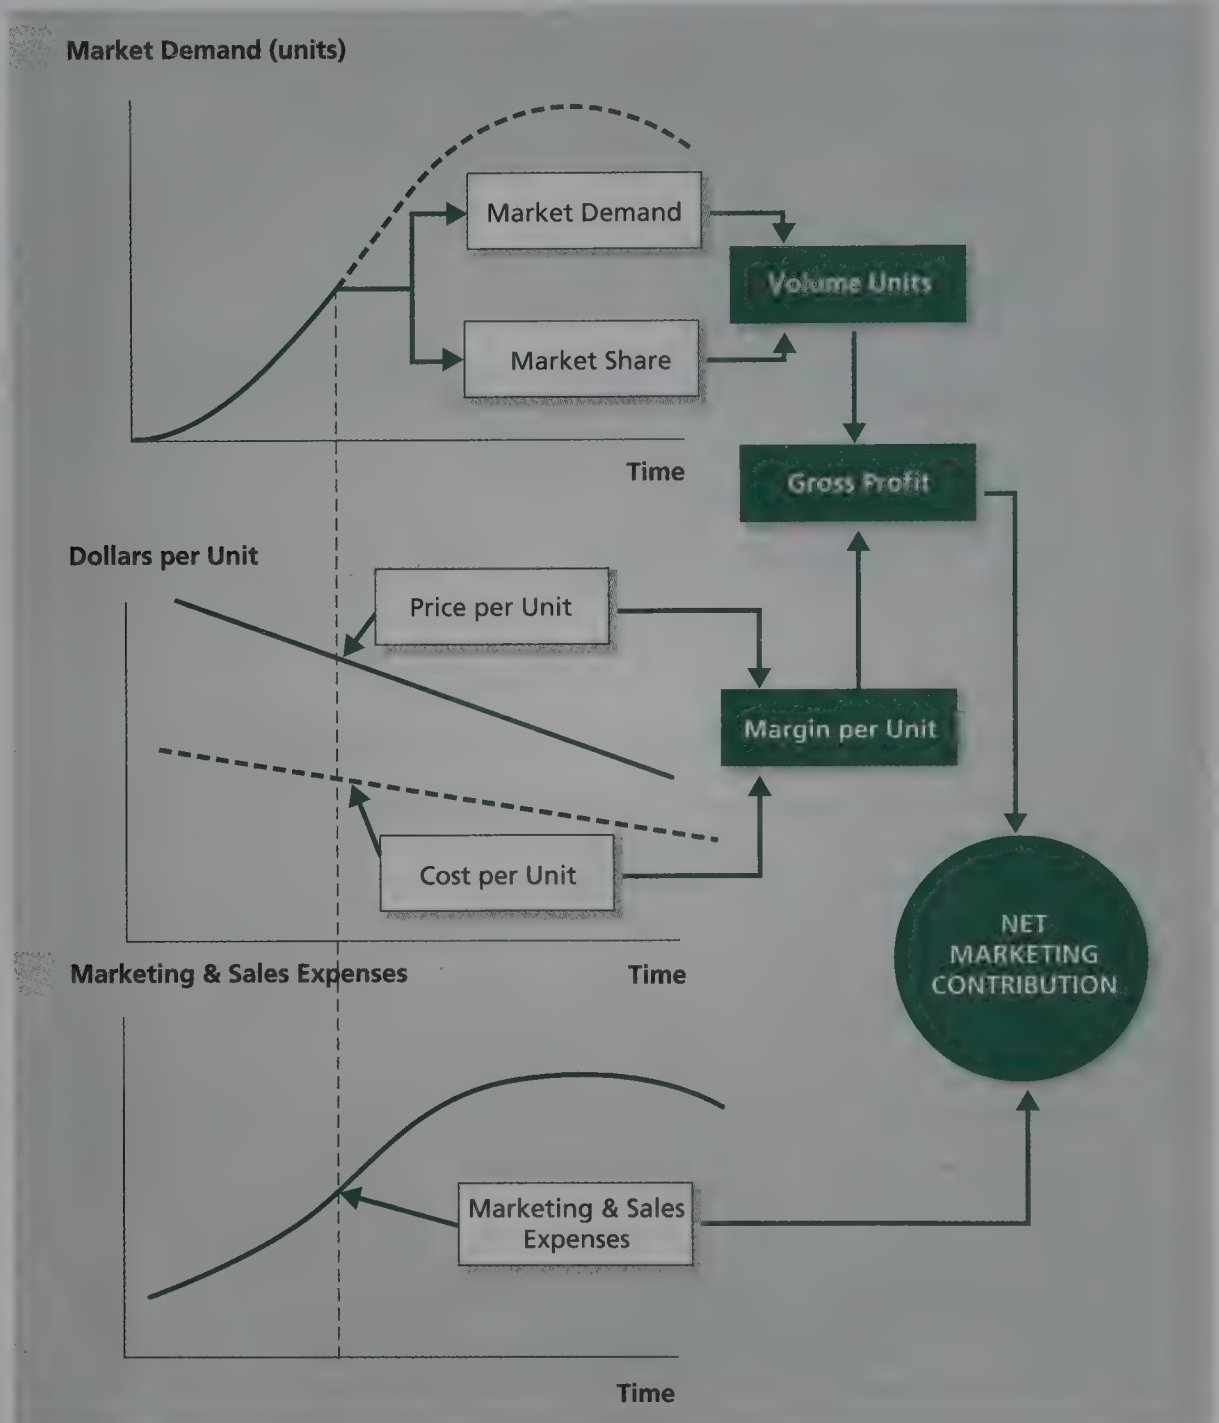 Market Demand (units)
Market Demand
Volume Units
Market Share
Time
Gross Profit
Dollars per Unit
Price per Unit
Margin per Unit
Cost per Unit
NET
MARKETING
CONTRIBUTION
Marketing & Sales Expenses
Time
Marketing & Sales
Expenses
Time